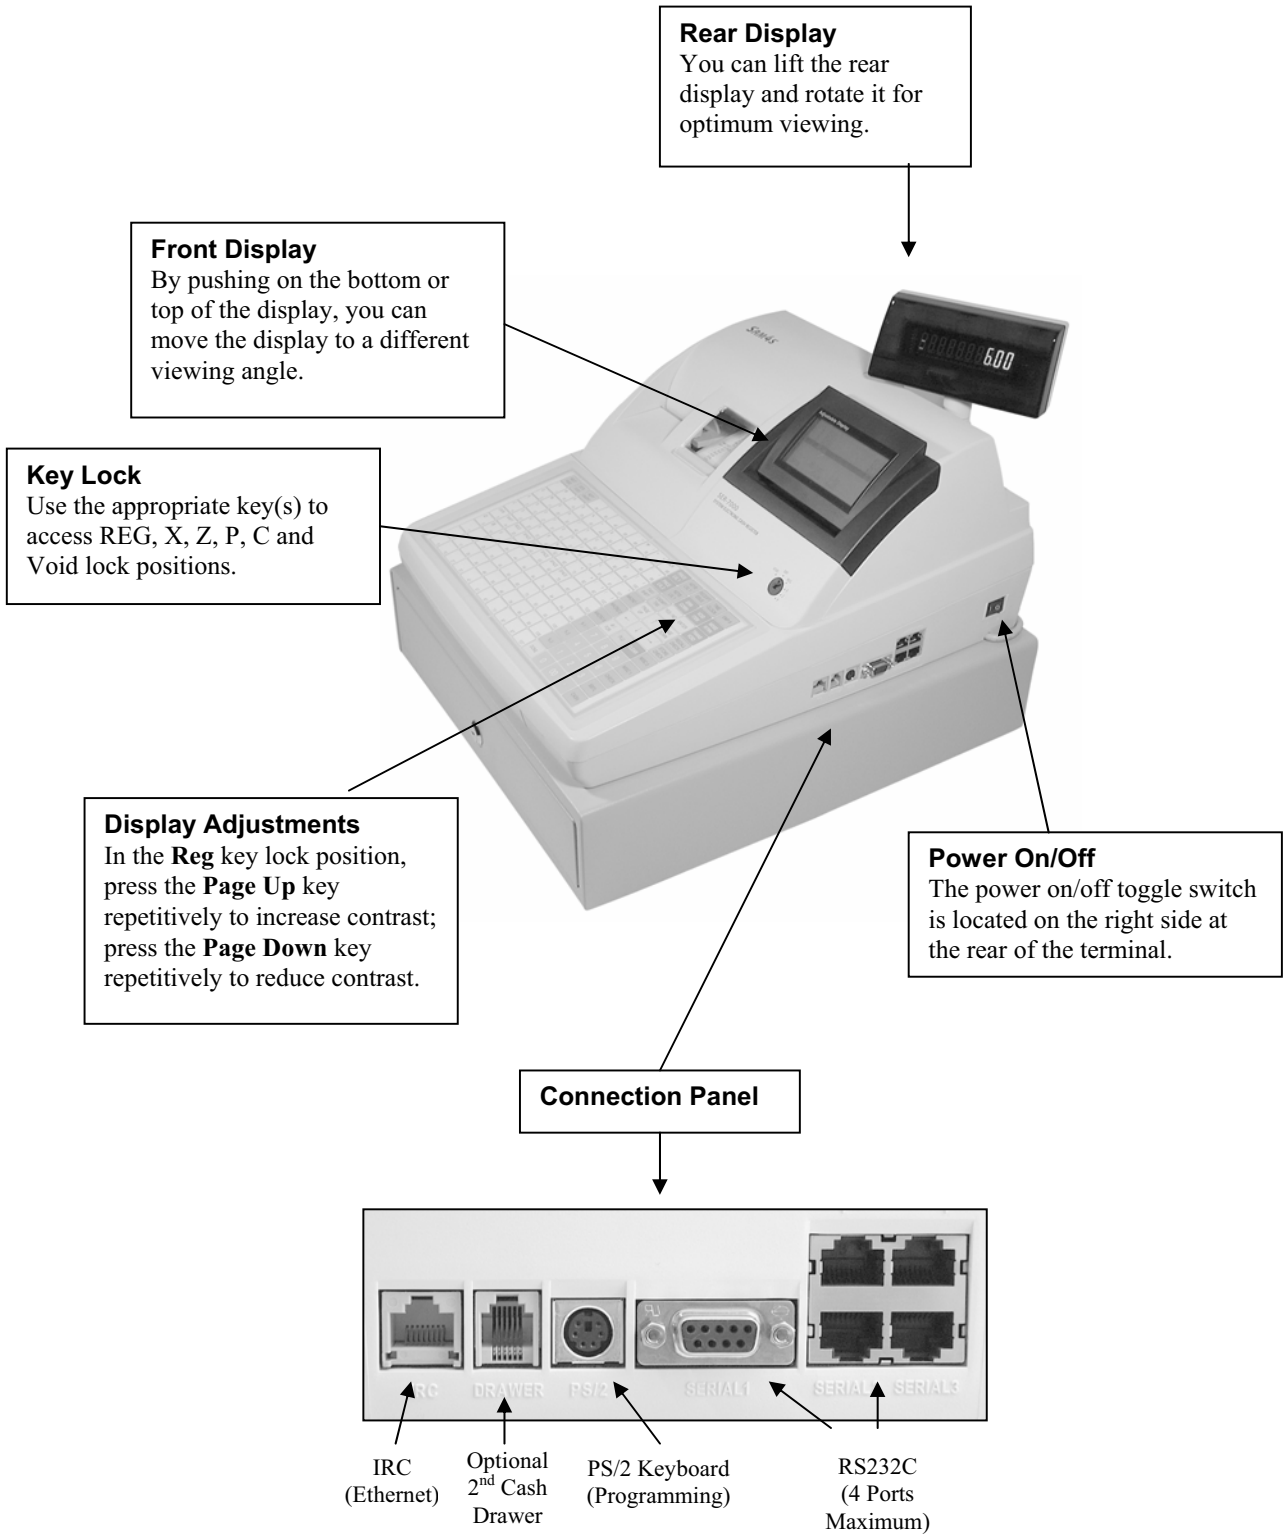 Rear Display
You can lift the rear
display and rotate it for
optimum viewing.
Front Display
By pushing on the bottom or
top of the display, you can
move the display to a different
viewing angle.
SAM4S
6.00
Key Lock
Use the appropriate key(s) to
access REG, X, Z, P, C and
Void lock positions.
Display Adjustments
In the Reg key lock position,
press the Page Up key
repetitively to increase contrast;
press the Page Down key
repetitively to reduce contrast.
Power On/Off
The power on/off toggle switch
is located on the right side at
the rear of the terminal.
Connection Panel
DRAWER PS/2 SERIAL1 SERIAL3
IRC
(Ethernet)
Optional
2nd Cash
Drawer
PS/2 Keyboard
(Programming)
RS232C
(4 Ports
Maximum)